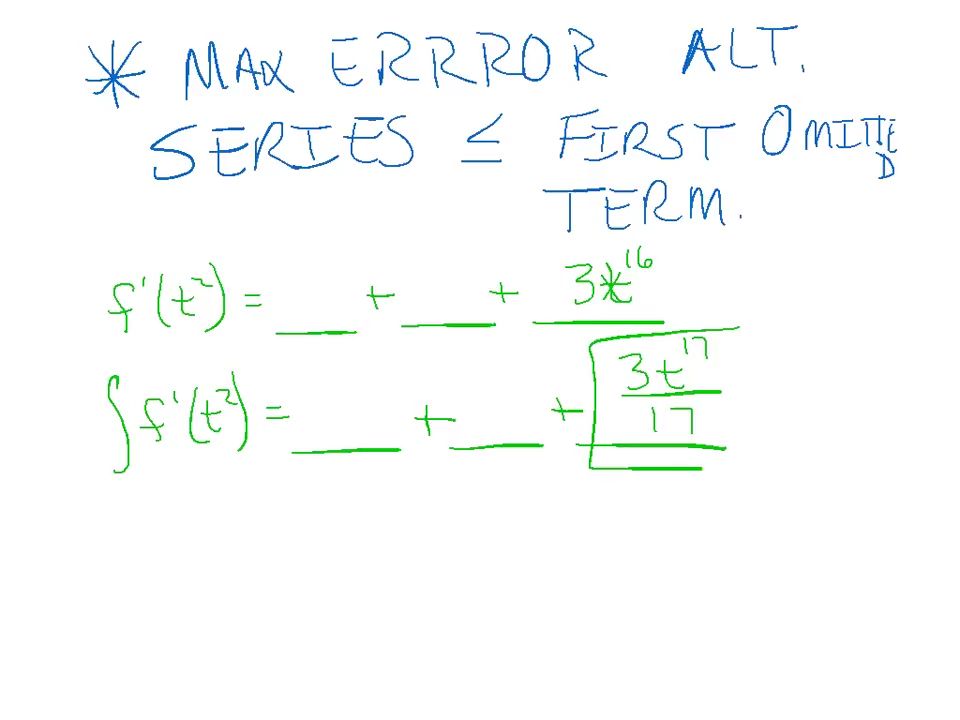 * MAX ERRROR ALT.
SERIES ≤ FIRST OMITTED
TERM.
f'(t²) = ___ + ___ + 3t¹⁶
∫ f'(t²) = ___ + ___ + 3t¹⁷/17